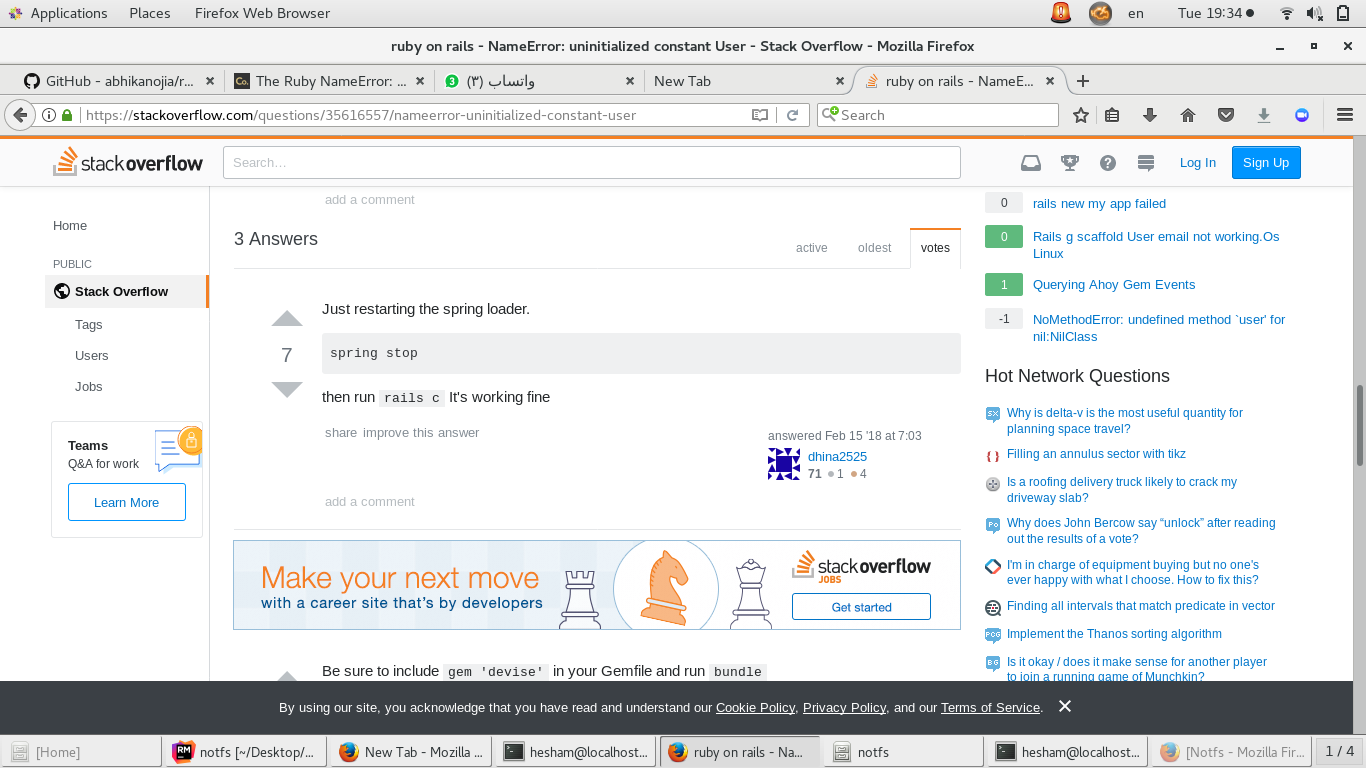 Applications Places Firefox Web Browser en Tue 19:34
ruby on rails - NameError: uninitialized constant User - Stack Overflow - Mozilla Firefox
GitHub - abhikanojia/r... The Ruby NameError: ... 3 واتساب (٣) New Tab ruby on rails - NameE...
https://stackoverflow.com/questions/35616557/nameerror-uninitialized-constant-user Search
stackoverflow Search... Log In Sign Up
Home
PUBLIC
Stack Overflow
Tags
Users
Jobs
Teams
Q&A for work
Learn More
add a comment
3 Answers
active oldest votes
Just restarting the spring loader.
7
spring stop
then run rails c It's working fine
share improve this answer
answered Feb 15 '18 at 7:03
dhina2525
71 1 4
add a comment
Make your next move
with a career site that's by developers
stackoverflow
JOBS
Get started
Be sure to include gem 'devise' in your Gemfile and run bundle
0 rails new my app failed
0 Rails g scaffold User email not working.Os
Linux
1 Querying Ahoy Gem Events
-1 NoMethodError: undefined method `user' for
nil:NilClass
Hot Network Questions
Why is delta-v is the most useful quantity for
planning space travel?
Filling an annulus sector with tikz
Is a roofing delivery truck likely to crack my
driveway slab?
Why does John Bercow say “unlock” after reading
out the results of a vote?
I'm in charge of equipment buying but no one's
ever happy with what I choose. How to fix this?
Finding all intervals that match predicate in vector
Implement the Thanos sorting algorithm
Is it okay / does it make sense for another player
to join a running game of Munchkin?
By using our site, you acknowledge that you have read and understand our Cookie Policy, Privacy Policy, and our Terms of Service.
[Home] notfs [~/Desktop/... New Tab - Mozilla ... hesham@localhost... ruby on rails - Na... notfs hesham@localhost... [Notfs - Mozilla Fir... 1 / 4